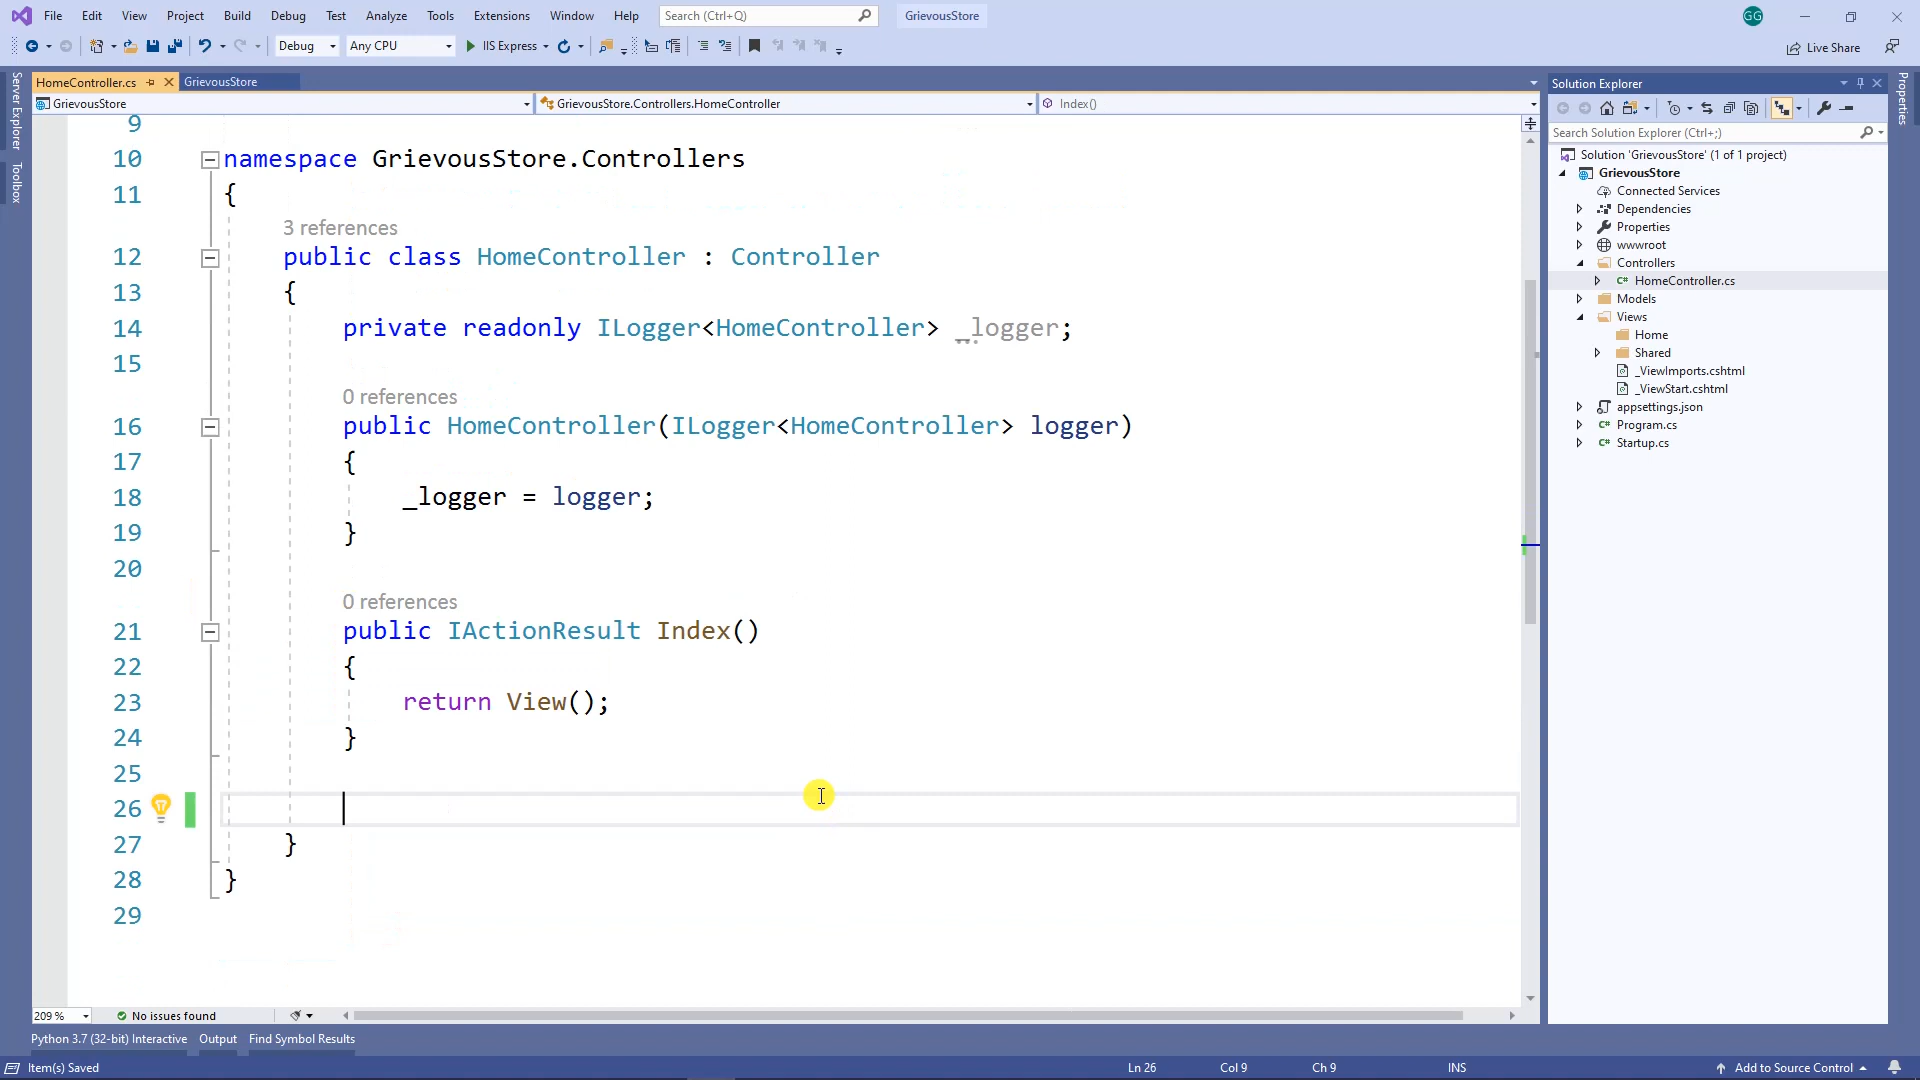 File Edit View Project Build Debug Test Analyze Tools Extensions Window Help Search (Ctrl+Q) GrievousStore GG
Debug Any CPU IIS Express Live Share
HomeController.cs GrievousStore
GrievousStore GrievousStore.Controllers.HomeController Index()
Server Explorer
Toolbox
9
10 namespace GrievousStore.Controllers
11 {
3 references
12 public class HomeController : Controller
13 {
14 private readonly ILogger<HomeController> _logger;
15
0 references
16 public HomeController(ILogger<HomeController> logger)
17 {
18 _logger = logger;
19 }
20
0 references
21 public IActionResult Index()
22 {
23 return View();
24 }
25
26
27 }
28 }
29
209 % No issues found
Solution Explorer
Search Solution Explorer (Ctrl+;)
Solution 'GrievousStore' (1 of 1 project)
GrievousStore
Connected Services
Dependencies
Properties
wwwroot
Controllers
C# HomeController.cs
Models
Views
Home
Shared
_ViewImports.cshtml
_ViewStart.cshtml
appsettings.json
C# Program.cs
C# Startup.cs
Properties
Python 3.7 (32-bit) Interactive Output Find Symbol Results
Item(s) Saved Ln 26 Col 9 Ch 9 INS Add to Source Control